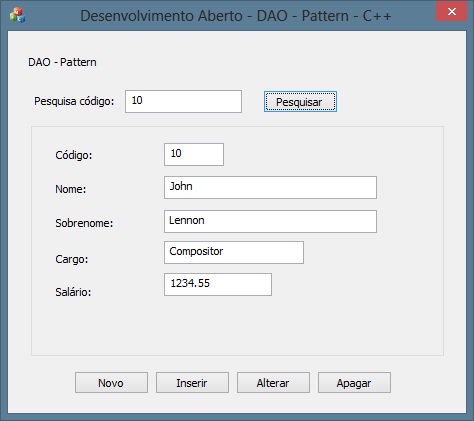 Desenvolvimento Aberto - DAO - Pattern - C++
DAO - Pattern
Pesquisa código: 10 Pesquisar
Código: 10
Nome: John
Sobrenome: Lennon
Cargo: Compositor
Salário: 1234.55
Novo Inserir Alterar Apagar